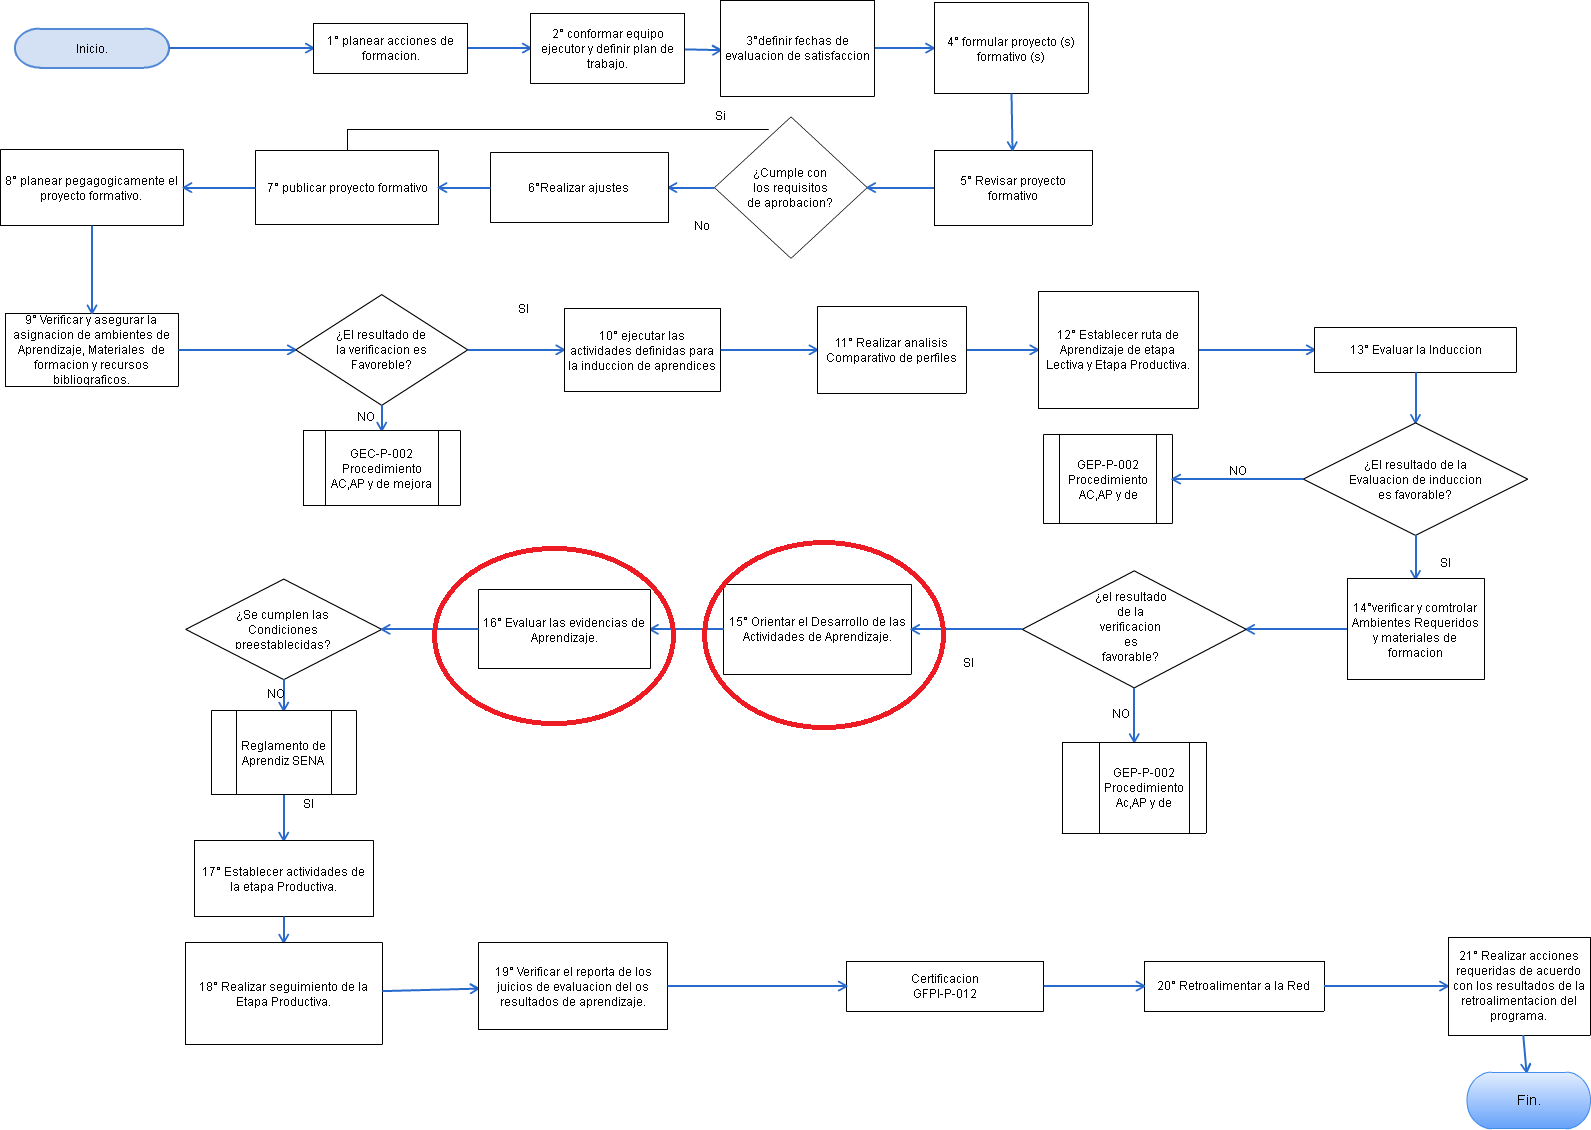 Inicio.
1° planear acciones de
formacion.
2° conformar equipo
ejecutor y definir plan de
trabajo.
3°definir fechas de
evaluacion de satisfaccion
4° formular proyecto (s)
formativo (s)
5° Revisar proyecto
formativo
¿Cumple con
los requisitos
de aprobacion?
Si
No
6°Realizar ajustes
7° publicar proyecto formativo
8° planear pegagogicamente el
proyecto formativo.
9° Verificar y asegurar la
asignacion de ambientes de
Aprendizaje, Materiales de
formacion y recursos
bibliograficos.
¿El resultado de
la verificacion es
Favoreble?
SI
NO
GEC-P-002
Procedimiento
AC,AP y de mejora
10° ejecutar las
actividades definidas para
la induccion de aprendices
11° Realizar analisis
Comparativo de perfiles
12° Establecer ruta de
Aprendizaje de etapa
Lectiva y Etapa Productiva.
13° Evaluar la Induccion
¿El resultado de la
Evaluacion de induccion
es favorable?
NO
GEP-P-002
Procedimiento
AC,AP y de
SI
14°verificar y comtrolar
Ambientes Requeridos
y materiales de
formacion
¿el resultado
de la
verificacion
es
favorable?
NO
GEP-P-002
Procedimiento
Ac,AP y de
SI
15° Orientar el Desarrollo de las
Actividades de Aprendizaje.
16° Evaluar las evidencias de
Aprendizaje.
¿Se cumplen las
Condiciones
preestablecidas?
NO
Reglamento de
Aprendiz SENA
SI
17° Establecer actividades de
la etapa Productiva.
18° Realizar seguimiento de la
Etapa Productiva.
19° Verificar el reporta de los
juicios de evaluacion del os
resultados de aprendizaje.
Certificacion
GFPI-P-012
20° Retroalimentar a la Red
21° Realizar acciones
requeridas de acuerdo
con los resultados de la
retroalimentacion del
programa.
Fin.